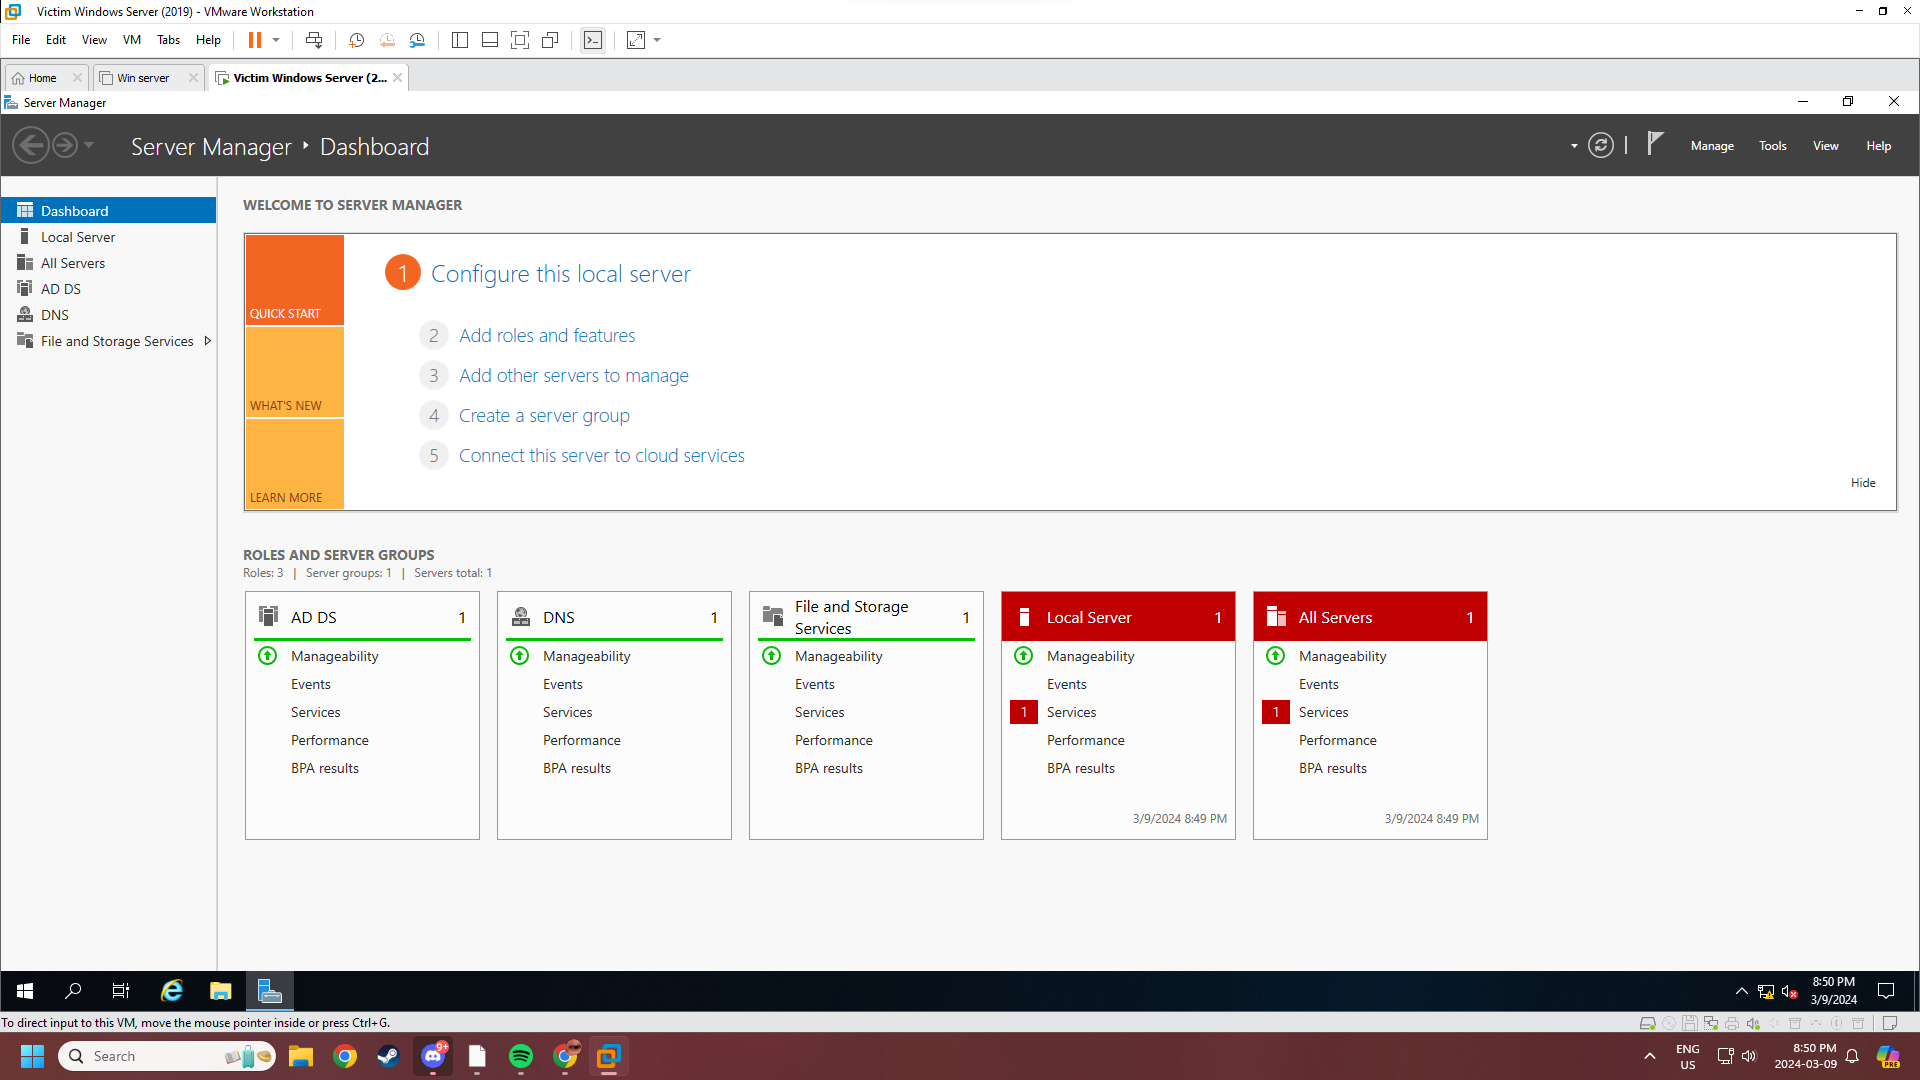 Victim Windows Server (2019) - VMware Workstation
File Edit View VM Tabs Help
Home Win server Victim Windows Server (2...
Server Manager
Server Manager Dashboard
Manage Tools View Help
Dashboard
Local Server
All Servers
AD DS
DNS
File and Storage Services
WELCOME TO SERVER MANAGER
QUICK START
WHAT'S NEW
LEARN MORE
1 Configure this local server
2 Add roles and features
3 Add other servers to manage
4 Create a server group
5 Connect this server to cloud services
Hide
ROLES AND SERVER GROUPS
Roles: 3 | Server groups: 1 | Servers total: 1
AD DS 1
Manageability
Events
Services
Performance
BPA results
DNS 1
Manageability
Events
Services
Performance
BPA results
File and Storage
Services 1
Manageability
Events
Services
Performance
BPA results
Local Server 1
Manageability
Events
1 Services
Performance
BPA results
3/9/2024 8:49 PM
All Servers 1
Manageability
Events
1 Services
Performance
BPA results
3/9/2024 8:49 PM
8:50 PM
3/9/2024
To direct input to this VM, move the mouse pointer inside or press Ctrl+G.
Search
9+
ENG
US
8:50 PM
2024-03-09
PRE